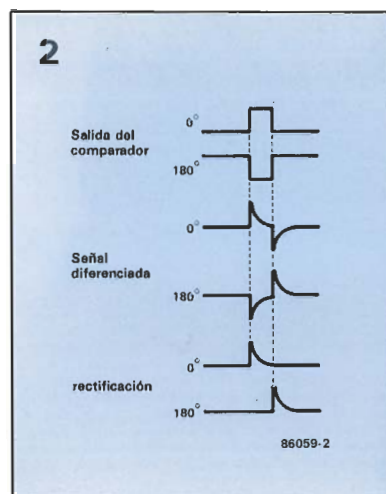 2
0°
Salida del
comparador
180°
0°
Señal
diferenciada
180°
0°
rectificación
180°
86059-2